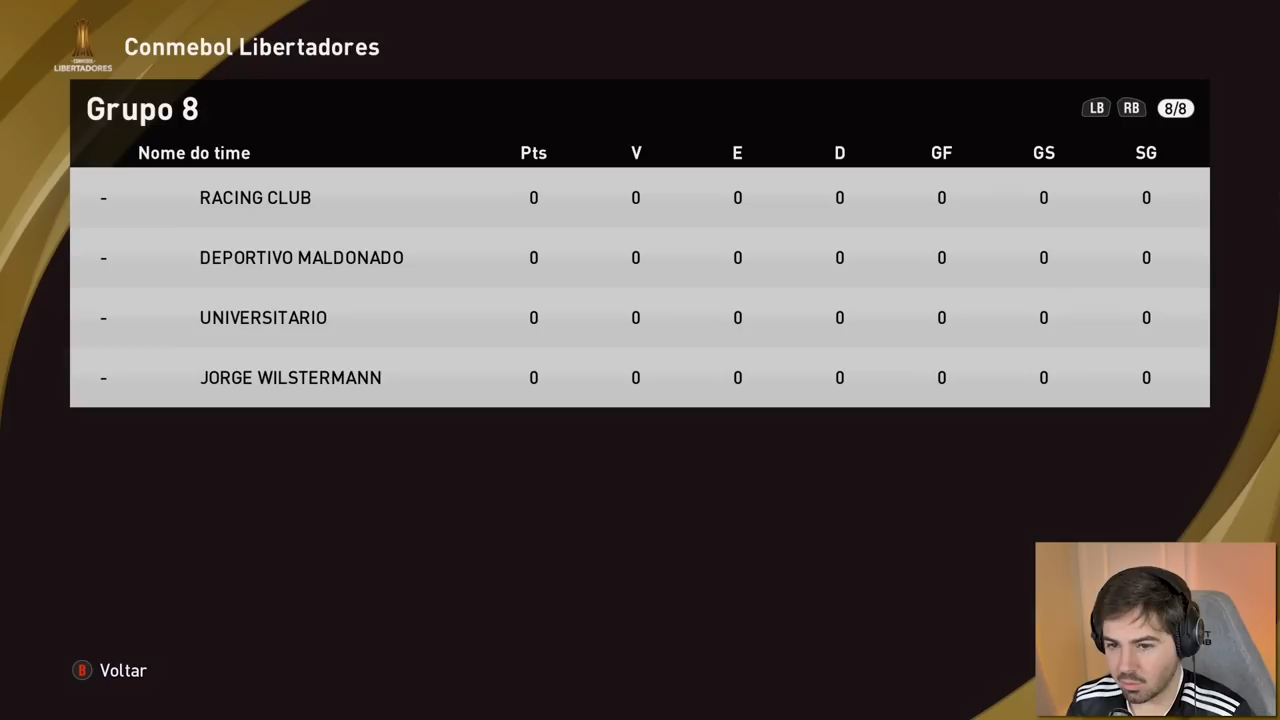 Conmebol Libertadores
CONMEBOL
LIBERTADORES
Grupo 8 LB RB 8/8
Nome do time Pts V E D GF GS SG
- RACING CLUB 0 0 0 0 0 0 0
- DEPORTIVO MALDONADO 0 0 0 0 0 0 0
- UNIVERSITARIO 0 0 0 0 0 0 0
- JORGE WILSTERMANN 0 0 0 0 0 0 0
B Voltar